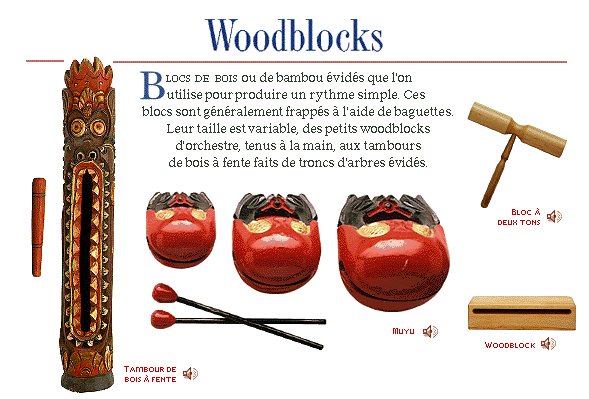 Woodblocks
BLOCS DE BOIS ou de bambou évidés que l'on
utilise pour produire un rythme simple. Ces
blocs sont généralement frappés à l'aide de baguettes.
Leur taille est variable, des petits woodblocks
d'orchestre, tenus à la main, aux tambours
de bois à fente faits de troncs d'arbres évidés.
BLOC À
DEUX TONS
MUYU
WOODBLOCK
TAMBOUR DE
BOIS À FENTE